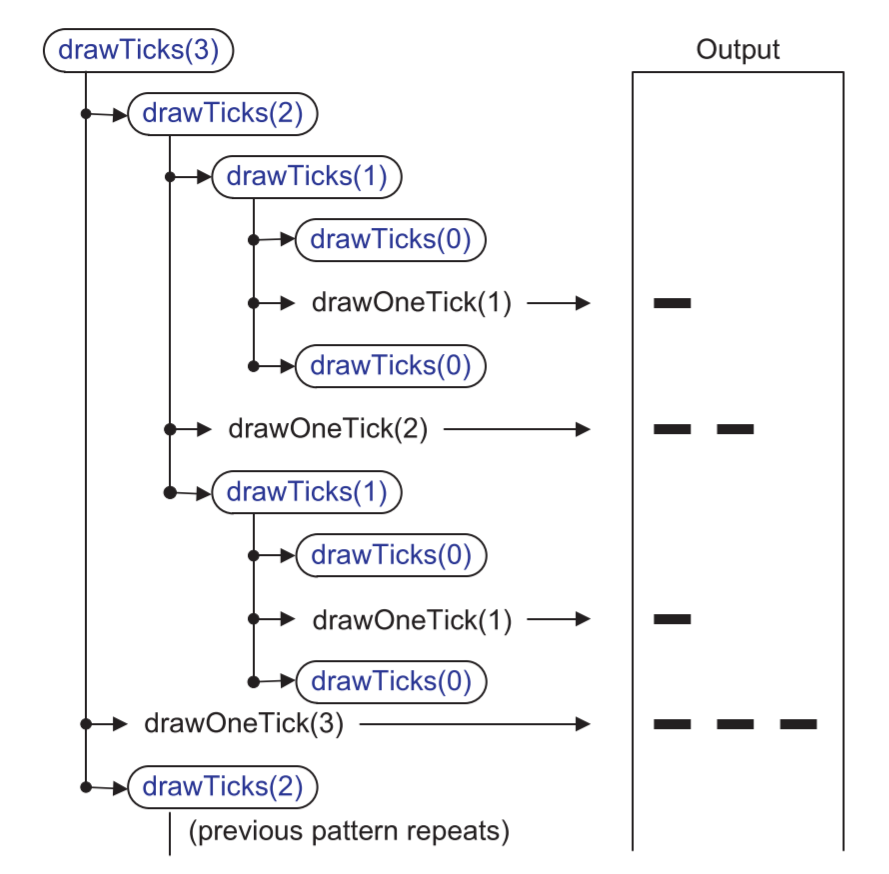 drawTicks(3)
Output
drawTicks(2)
drawTicks(1)
drawTicks(0)
drawOneTick(1)
drawTicks(0)
drawOneTick(2)
drawTicks(1)
drawTicks(0)
drawOneTick(1)
drawTicks(0)
drawOneTick(3)
drawTicks(2)
(previous pattern repeats)